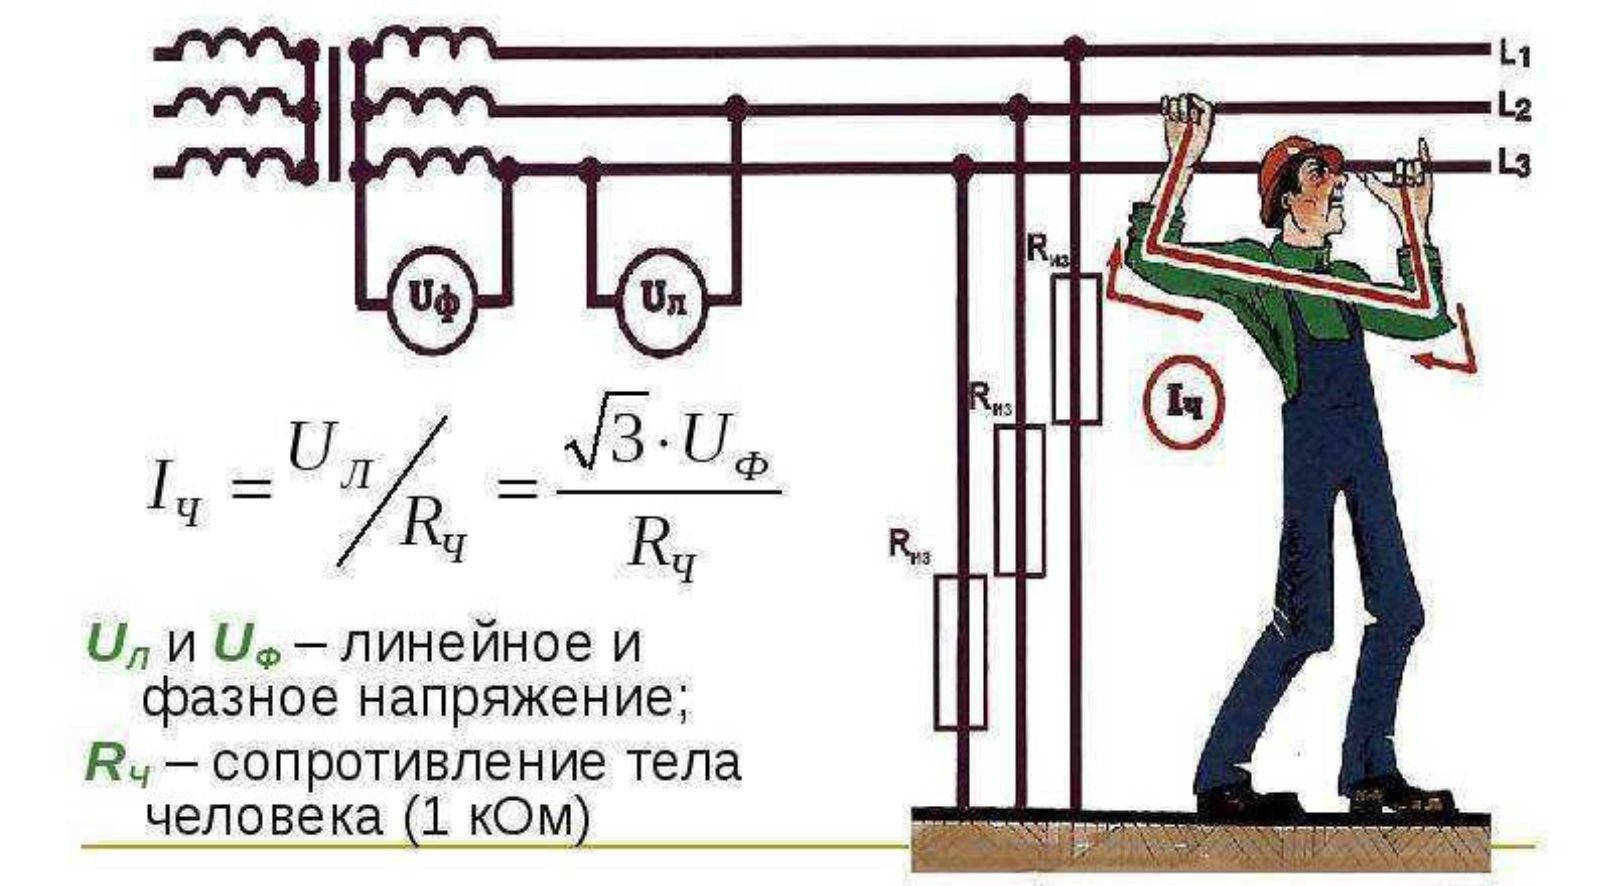 L1
L2
L3
Uф
Uл
Rиз
Rиз
Rиз
Iч
Iч = Uл/Rч = √3·UФ/Rч
Uл и Uф – линейное и
фазное напряжение;
Rч – сопротивление тела
человека (1 кОм)